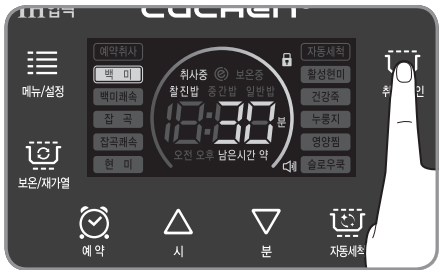 CUCHEN
예약취사
자동세척
백 미
취사중
보온중
활성현미
메뉴/설정
백미쾌속
찰진밥 중간밥 일반밥
건강죽
잡 곡
30 분
누룽지
잡곡쾌속
오전 오후 남은시간 약
영양찜
현 미
슬로우쿡
보온/재가열
예 약
시
분
자동세척